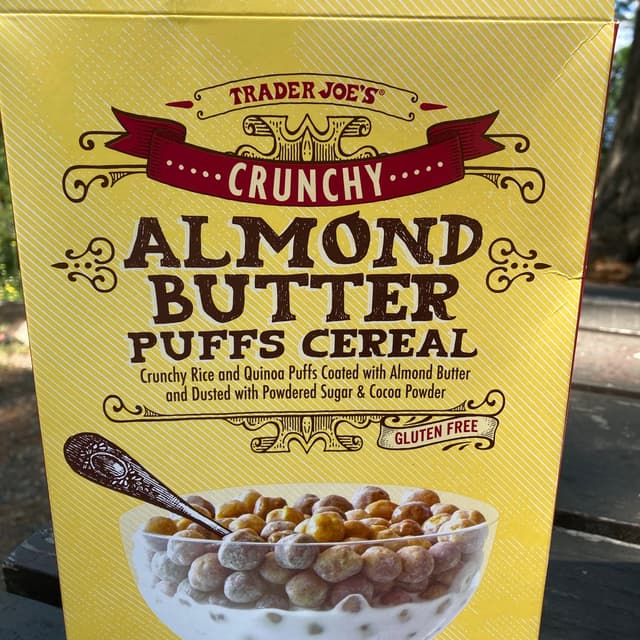 TRADER JOE'S®
CRUNCHY
ALMOND
BUTTER
PUFFS CEREAL
Crunchy Rice and Quinoa Puffs Coated with Almond Butter
and Dusted with Powdered Sugar & Cocoa Powder
GLUTEN FREE